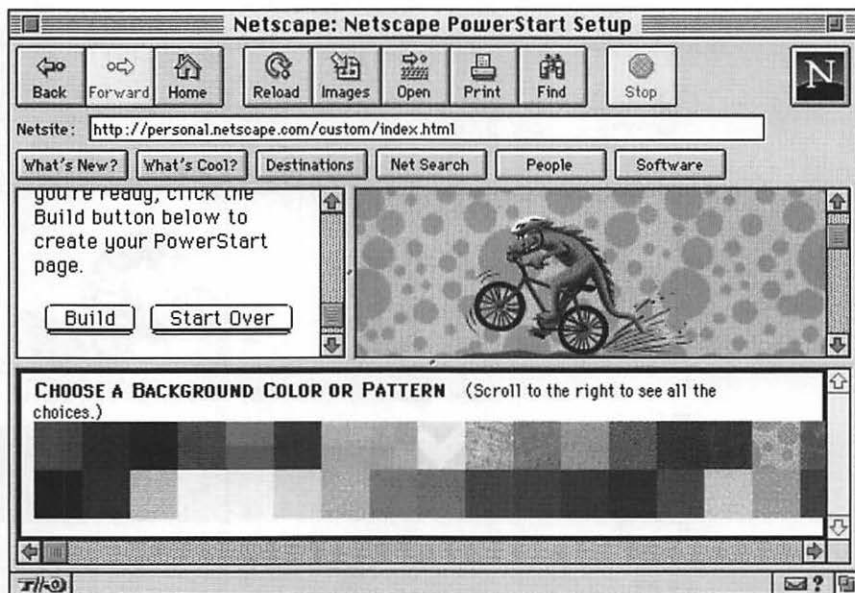 Netscape: Netscape PowerStart Setup
Back Forward Home Reload Images Open Print Find Stop N
Netsite: http://personal.netscape.com/custom/index.html
What's New? What's Cool? Destinations Net Search People Software
you're ready, click the
Build button below to
create your PowerStart
page.
Build Start Over
CHOOSE A BACKGROUND COLOR OR PATTERN (Scroll to the right to see all the
choices.)
?